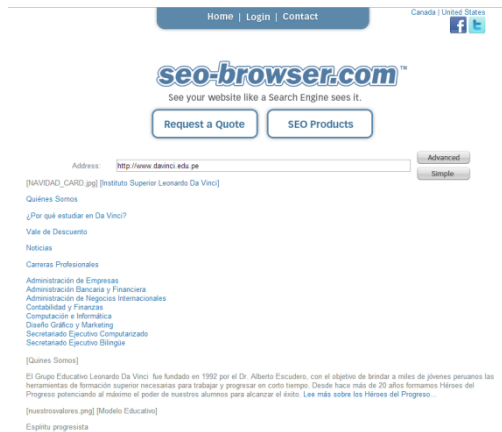 Home | Login | Contact
Canada | United States
seo-browser.com™
See your website like a Search Engine sees it.
Request a Quote
SEO Products
Address:
http://www.davinci.edu.pe
Advanced
Simple
[NAVIDAD_CARD.jpg] [Instituto Superior Leonardo Da Vinci]
Quiénes Somos
¿Por qué estudiar en Da Vinci?
Vale de Descuento
Noticias
Carreras Profesionales
Administración de Empresas
Administración Bancaria y Financiera
Administración de Negocios Internacionales
Contabilidad y Finanzas
Computación e Informática
Diseño Gráfico y Marketing
Secretariado Ejecutivo Computarizado
Secretariado Ejecutivo Bilingüe
[Quines Somos]
El Grupo Educativo Leonardo Da Vinci fue fundado en 1992 por el Dr. Alberto Escudero, con el objetivo de brindar a miles de jóvenes peruanos las
herramientas de formación superior necesarias para trabajar y progresar en corto tiempo. Desde hace más de 20 años formamos Héroes del
Progreso potenciando al máximo el poder de nuestros alumnos para alcanzar el éxito. Lee más sobre los Héroes del Progreso...
[nuestrosvalores.png] [Modelo Educativo]
Espíritu progresista